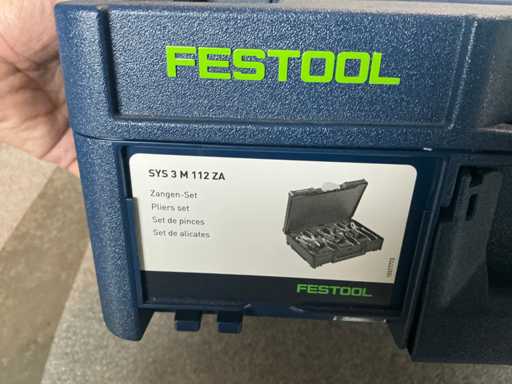 FESTOOL
SYS 3 M 112 ZA
Zangen-Set
Pliers set
Set de pinces
Set de alicates
FESTOOL